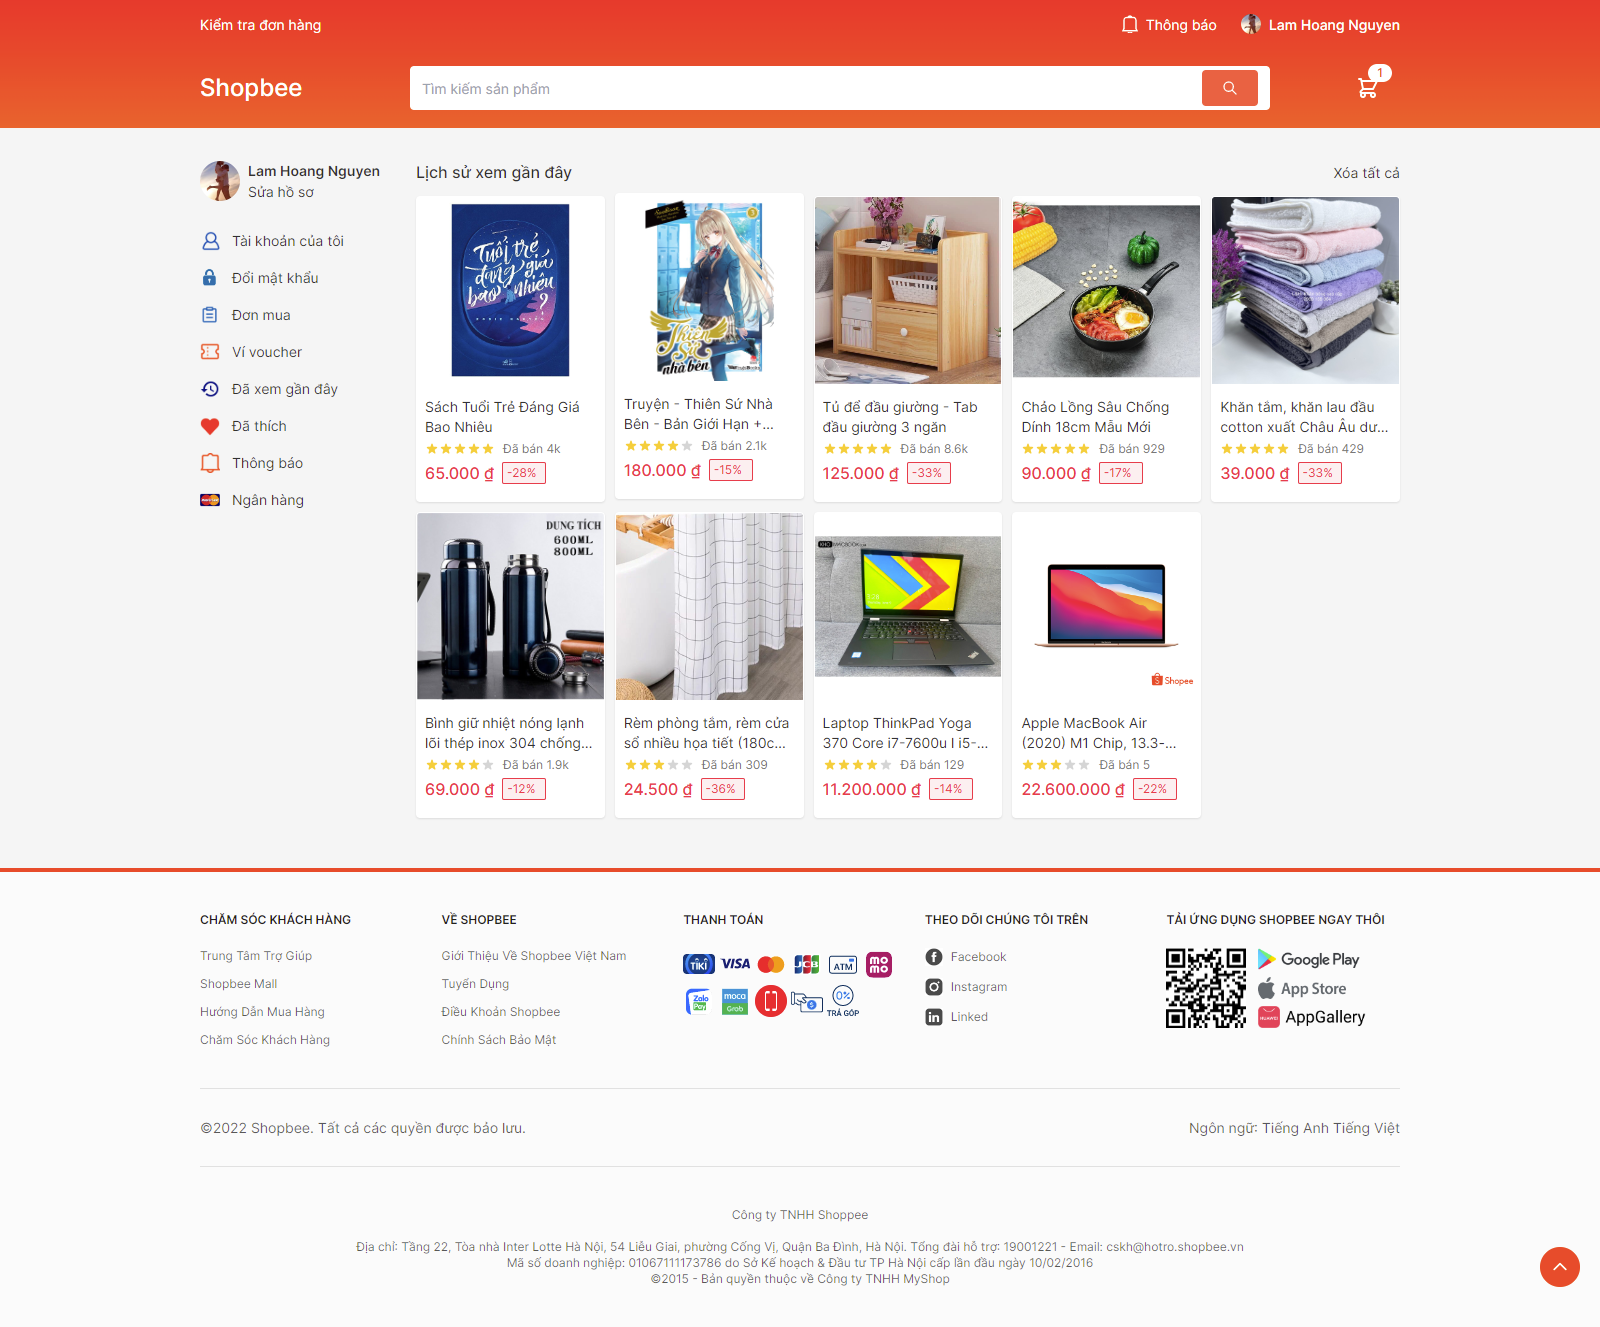 Kiểm tra đơn hàng
Thông báo
Lam Hoang Nguyen
Shopbee
Tìm kiếm sản phẩm
1
Lam Hoang Nguyen
Sửa hồ sơ
Tài khoản của tôi
Đổi mật khẩu
Đơn mua
Ví voucher
Đã xem gần đây
Đã thích
Thông báo
Ngân hàng
Lịch sử xem gần đây
Xóa tất cả
Tuổi trẻ
đáng giá
bao nhiêu
?
Sách Tuổi Trẻ Đáng Giá
Bao Nhiêu
Đã bán 4k
65.000 ₫
-28%
3
Thiên
Sứ
nhà bên
Truyện - Thiên Sứ Nhà
Bên - Bản Giới Hạn +...
Đã bán 2.1k
180.000 ₫
-15%
Tủ để đầu giường - Tab
đầu giường 3 ngăn
Đã bán 8.6k
125.000 ₫
-33%
Chảo Lồng Sâu Chống
Dính 18cm Mẫu Mới
Đã bán 929
90.000 ₫
-17%
Khăn tắm, khăn lau đầu
cotton xuất Châu Âu dư...
Đã bán 429
39.000 ₫
-33%
DUNG TÍCH
600ML
800ML
Bình giữ nhiệt nóng lạnh
lõi thép inox 304 chống...
Đã bán 1.9k
69.000 ₫
-12%
Rèm phòng tắm, rèm cửa
sổ nhiều họa tiết (180c...
Đã bán 309
24.500 ₫
-36%
Laptop ThinkPad Yoga
370 Core i7-7600u I i5-...
Đã bán 129
11.200.000 ₫
-14%
Shopee
Apple MacBook Air
(2020) M1 Chip, 13.3-...
Đã bán 5
22.600.000 ₫
-22%
CHĂM SÓC KHÁCH HÀNG
Trung Tâm Trợ Giúp
Shopbee Mall
Hướng Dẫn Mua Hàng
Chăm Sóc Khách Hàng
VỀ SHOPBEE
Giới Thiệu Về Shopbee Việt Nam
Tuyển Dụng
Điều Khoản Shopbee
Chính Sách Bảo Mật
THANH TOÁN
TIKI
VISA
JCB
ATM
mo
mo
Zalo
Pay
moca
Grab
0%
TRẢ GÓP
THEO DÕI CHÚNG TÔI TRÊN
Facebook
Instagram
Linked
TẢI ỨNG DỤNG SHOPBEE NGAY THÔI
Google Play
App Store
HUAWEI
AppGallery
©2022 Shopbee. Tất cả các quyền được bảo lưu.
Ngôn ngữ: Tiếng Anh Tiếng Việt
Công ty TNHH Shoppee
Địa chỉ: Tầng 22, Tòa nhà Inter Lotte Hà Nội, 54 Liễu Giai, phường Cống Vị, Quận Ba Đình, Hà Nội. Tổng đài hỗ trợ: 19001221 - Email: cskh@hotro.shopbee.vn
Mã số doanh nghiệp: 01067111173786 do Sở Kế hoạch & Đầu tư TP Hà Nội cấp lần đầu ngày 10/02/2016
©2015 - Bản quyền thuộc về Công ty TNHH MyShop